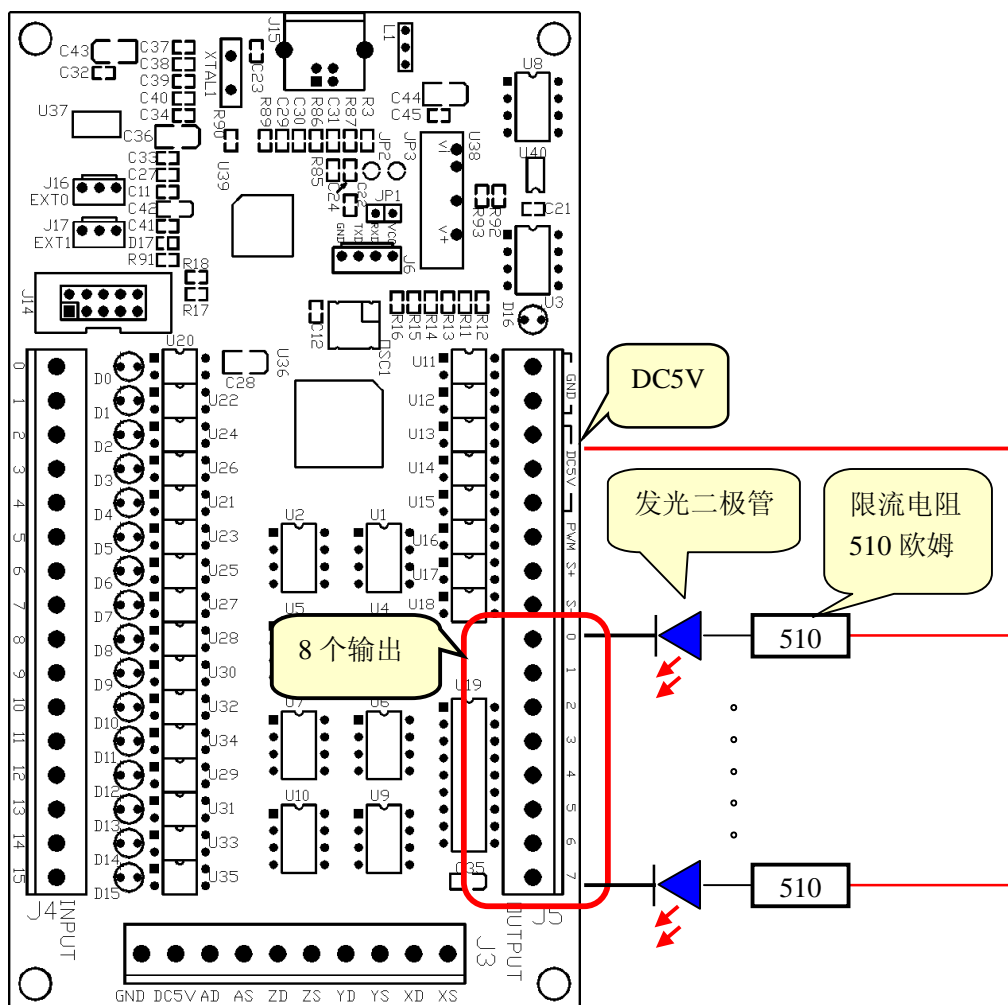 C43
C37
C38
C32
C39
C40
C34
U37
C36
C33
J16
EXT0
C27
C11
C42
J17
EXT1
C41
D17
R91
R18
R17
J14
XTAL1
C23
J15
L1
R90
R89
C29
C30
R86
C31
R87
R3
C44
C45
U8
U39
R85
C22
C24
JP2
JP3
JP1
Vi
V+
U38
U40
R93
R92
C21
GND
TXD
RXD
VCC
J6
U3
D16
C12
OSC1
R16
R15
R14
R13
R11
R12
U20
U36
C28
U11
0
1
2
3
4
5
6
7
8
9
10
11
12
13
14
15
D0
D1
D2
D3
D4
D5
D6
D7
D8
D9
D10
D11
D12
D13
D14
D15
U22
U24
U26
U21
U23
U25
U27
U28
U30
U32
U34
U29
U31
U33
U35
U12
U13
U14
U15
U16
U17
U18
U2
U1
U5
U4
U7
U6
U10
U9
U19
C35
GND
DC5V
PWM
S+
S-
0
1
2
3
4
5
6
7
DC5V
发光二极管
限流电阻
510 欧姆
8 个输出
510
510
J4
INPUT
OUTPUT
J5
J3
GND DC5V AD AS ZD ZS YD YS XD XS